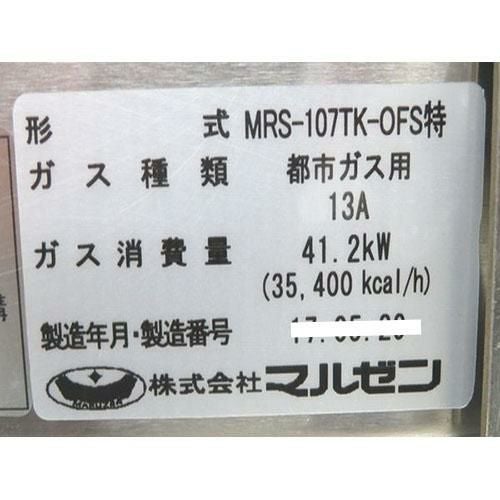 形式 MRS-107TK-OFS特
ガス種類 都市ガス用
13A
ガス消費量 41.2kW
(35,400 kcal/h)
製造年月・製造番号
MARUZEN 株式会社 マルゼン